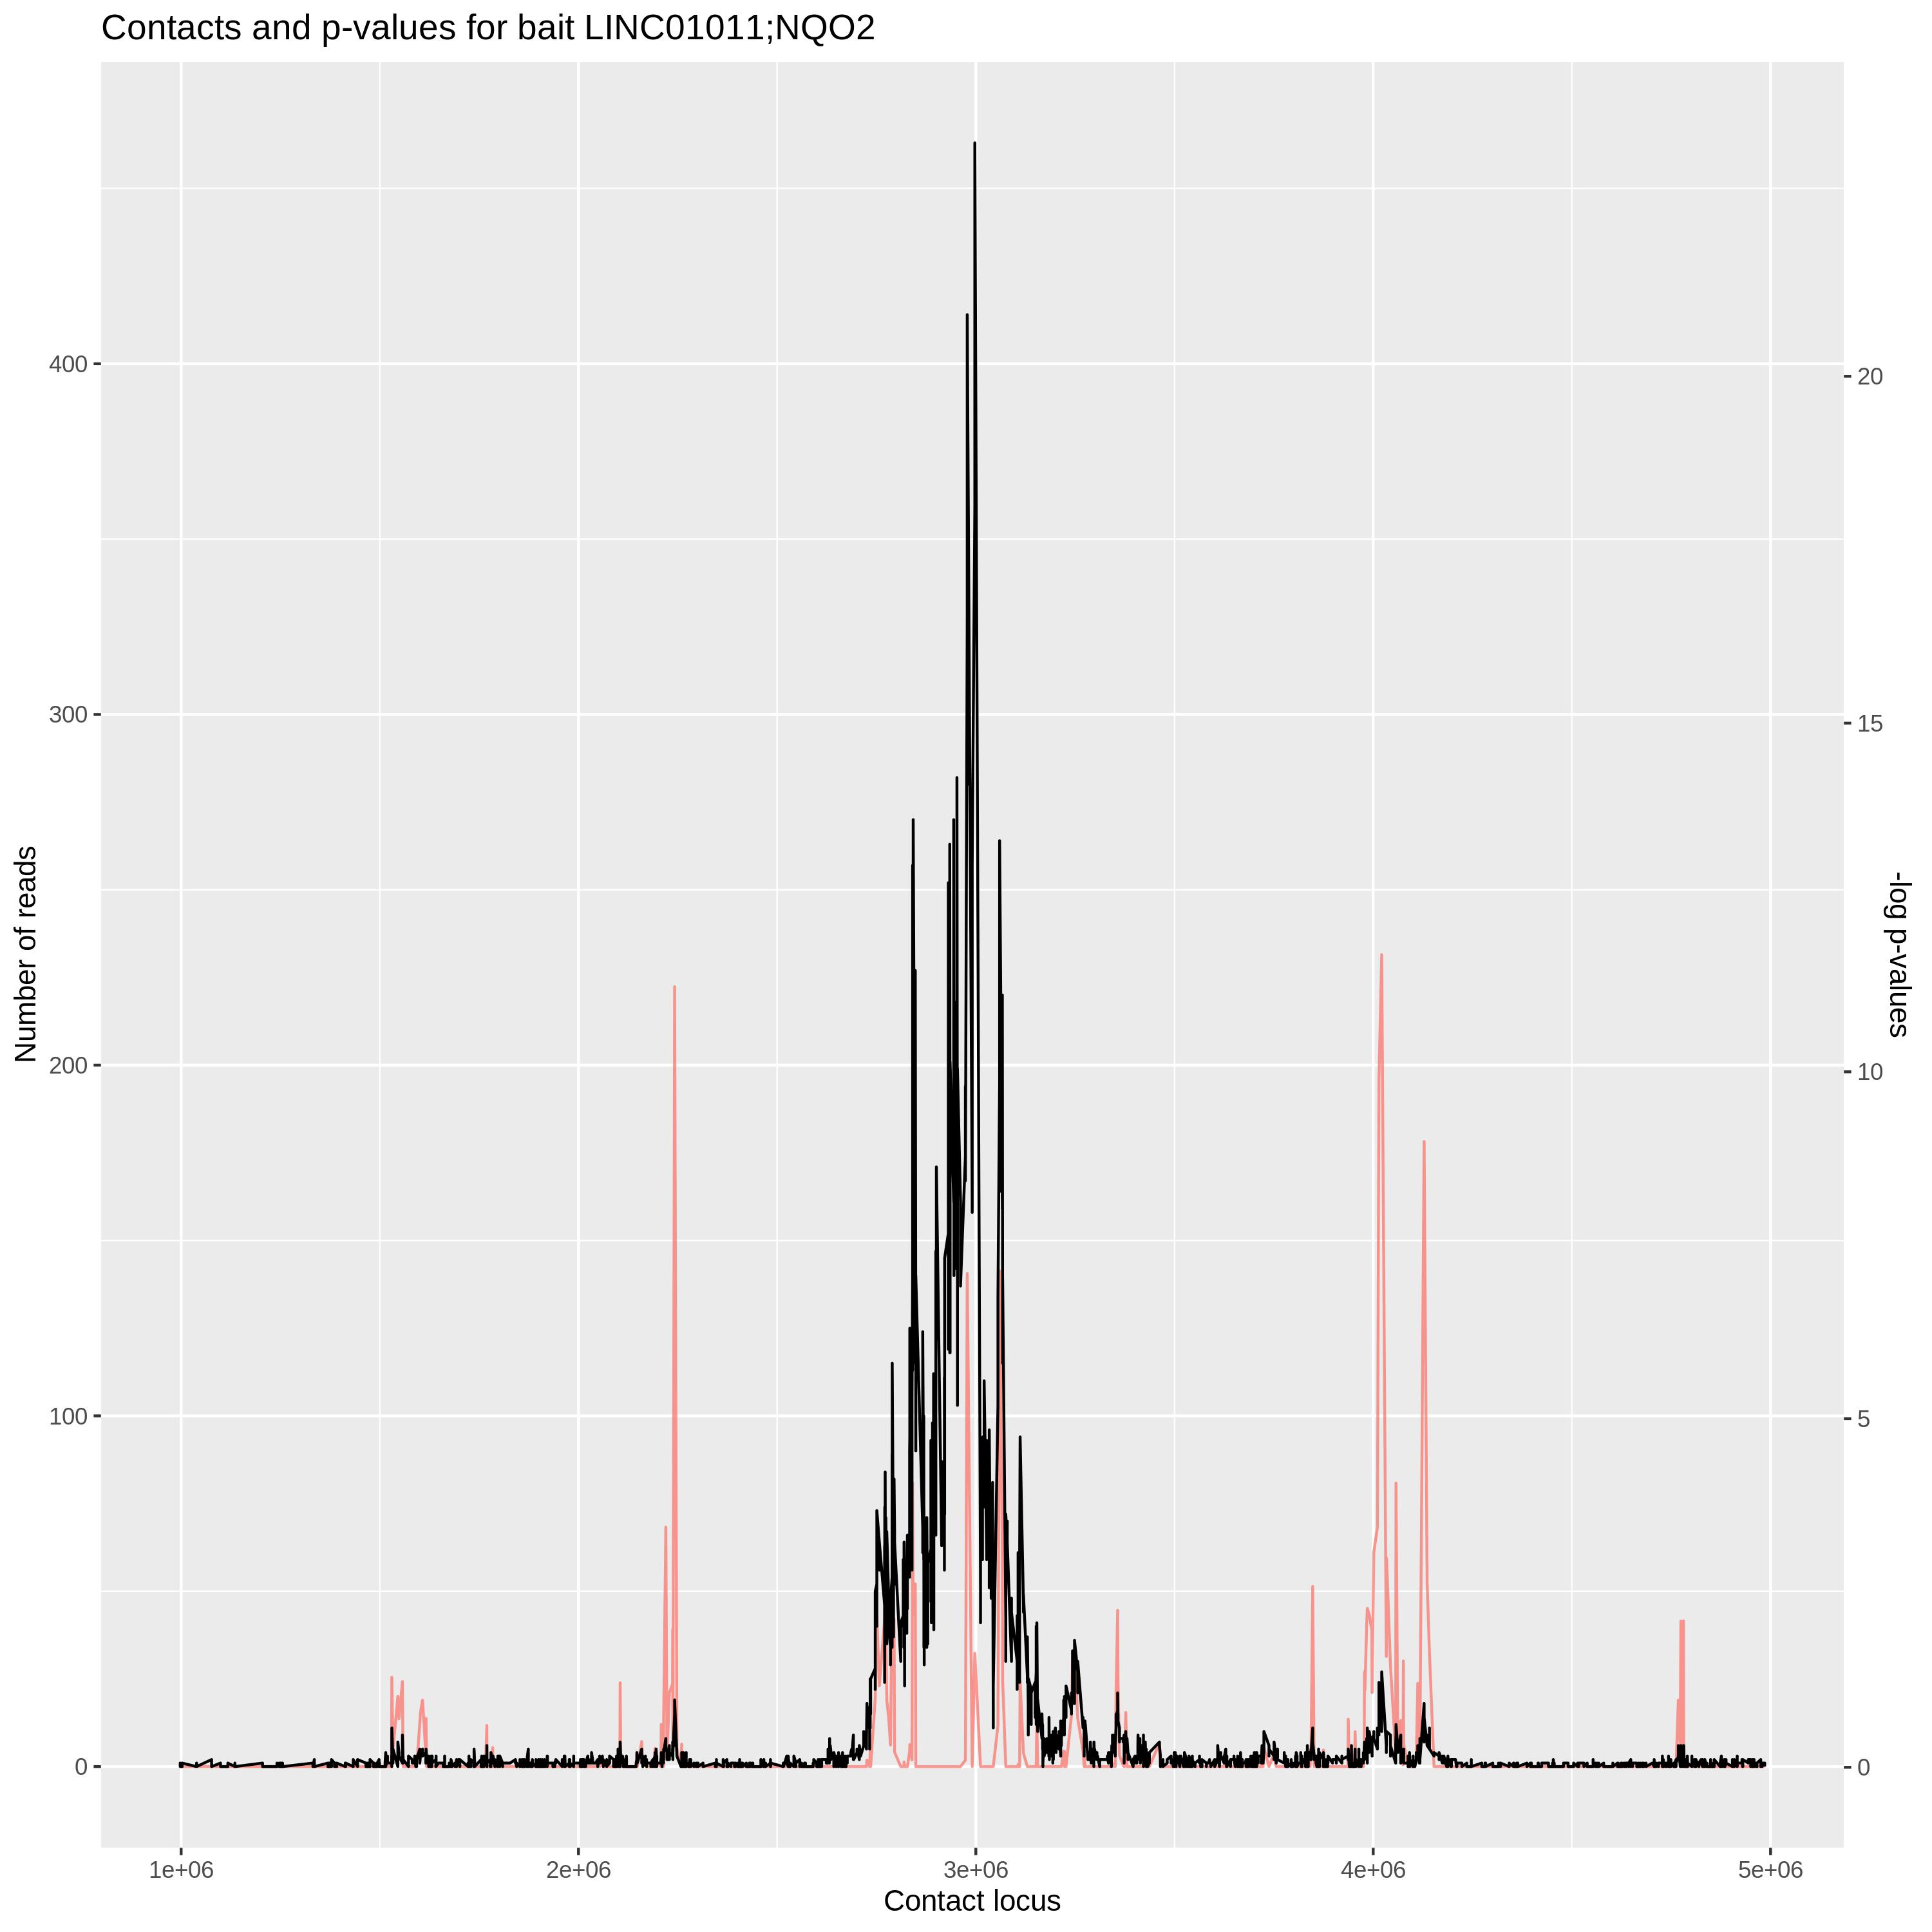 Contacts and p-values for bait LINC01011;NQO2
400
300
200
100
0
Number of reads
20
15
10
5
0
-log p-values
1e+06
2e+06
3e+06
4e+06
5e+06
Contact locus